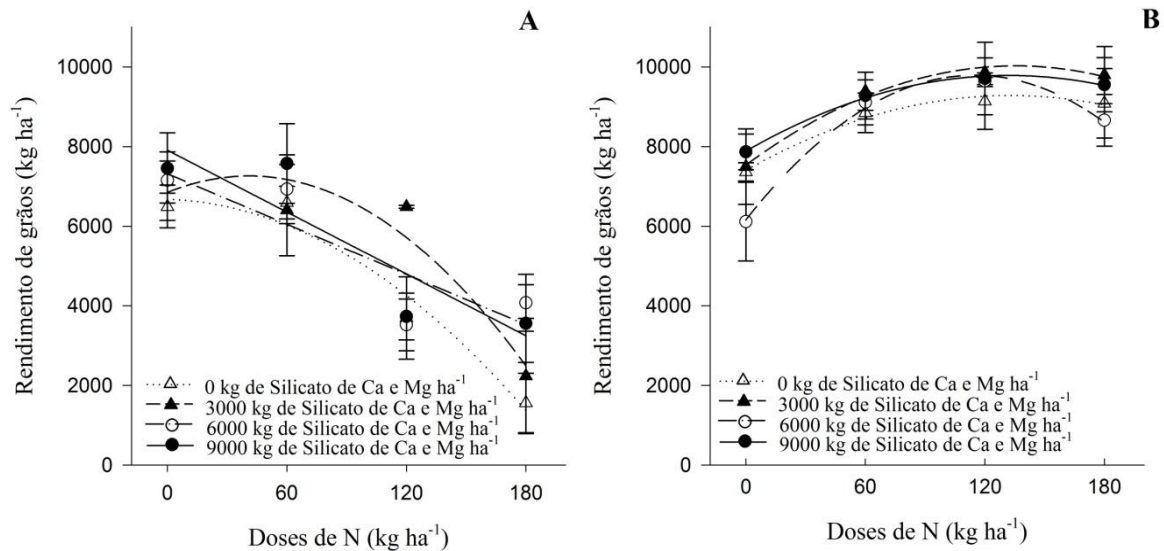 A
Rendimento de grãos (kg ha⁻¹)
10000
8000
6000
4000
2000
0
0 kg de Silicato de Ca e Mg ha⁻¹
3000 kg de Silicato de Ca e Mg ha⁻¹
6000 kg de Silicato de Ca e Mg ha⁻¹
9000 kg de Silicato de Ca e Mg ha⁻¹
0 60 120 180
Doses de N (kg ha⁻¹)
B
Rendimento de grãos (kg ha⁻¹)
10000
8000
6000
4000
2000
0
0 kg de Silicato de Ca e Mg ha⁻¹
3000 kg de Silicato de Ca e Mg ha⁻¹
6000 kg de Silicato de Ca e Mg ha⁻¹
9000 kg de Silicato de Ca e Mg ha⁻¹
0 60 120 180
Doses de N (kg ha⁻¹)